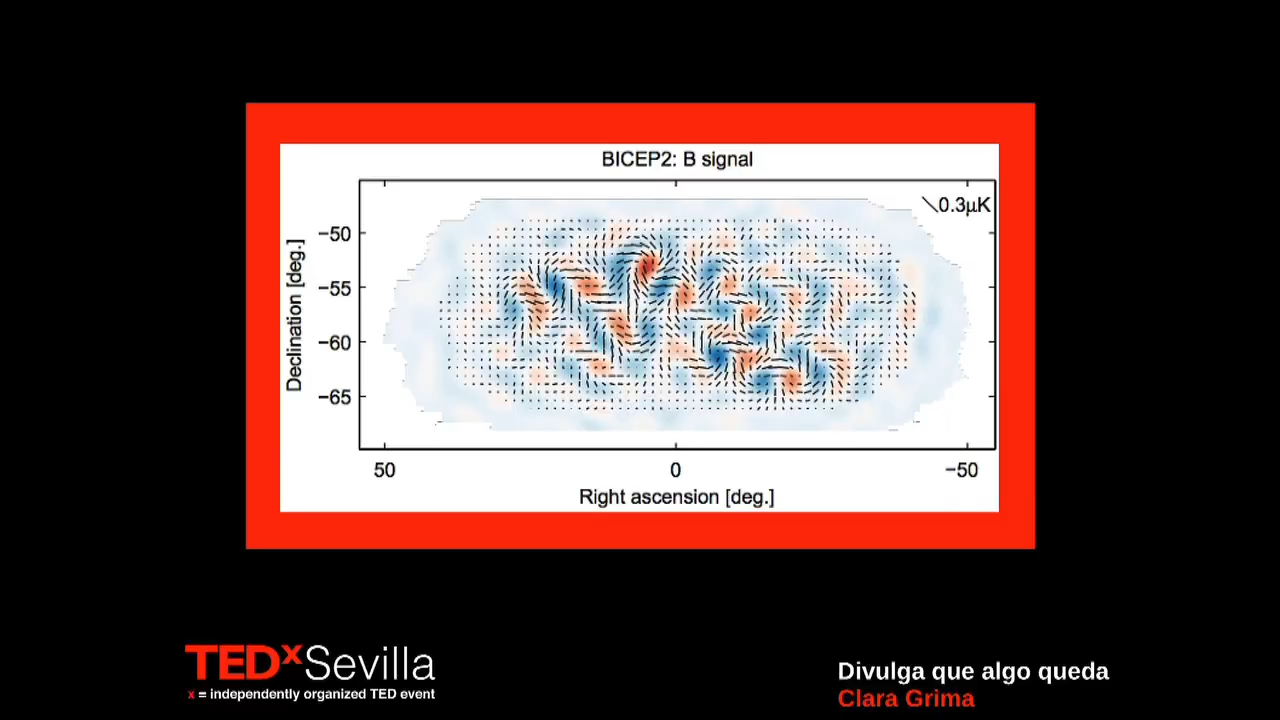 BICEP2: B signal
0.3μK
−50
−55
−60
−65
Declination [deg.]
50
0
−50
Right ascension [deg.]
TEDxSevilla
x = independently organized TED event
Divulga que algo queda
Clara Grima